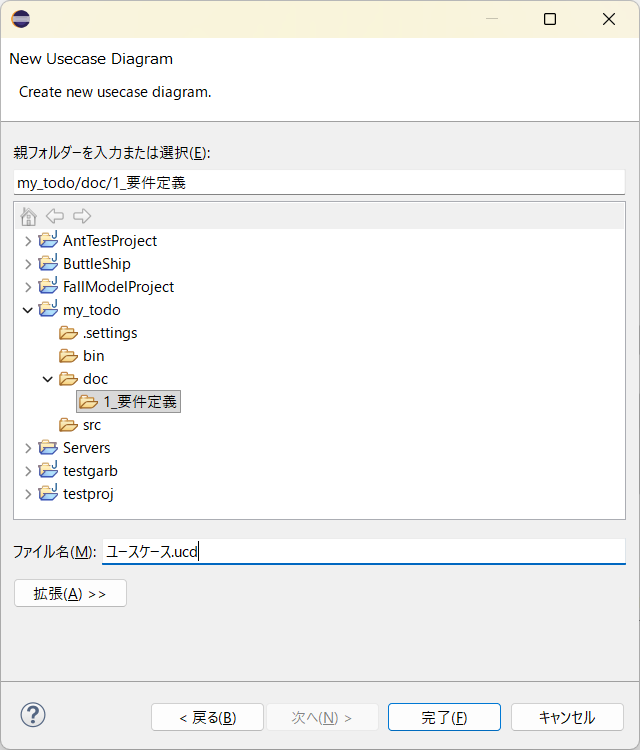 New Usecase Diagram
Create new usecase diagram.
親フォルダーを入力または選択(E):
my_todo/doc/1_要件定義
AntTestProject
ButtleShip
FallModelProject
my_todo
.settings
bin
doc
1_要件定義
src
Servers
testgarb
testproj
ファイル名(M): ユースケース.ucd
拡張(A) >>
< 戻る(B) 次へ(N) > 完了(F) キャンセル